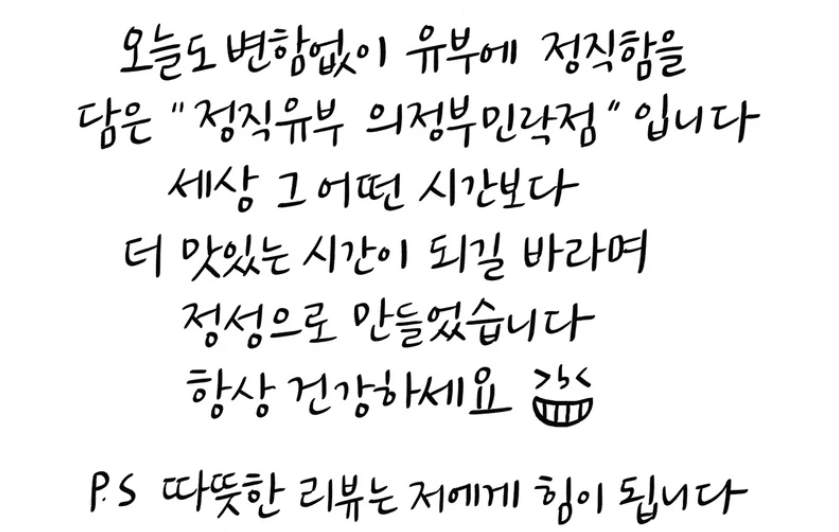 오늘도 변함없이 유부에 정직함을
담은 "정직유부 의정부민락점" 입니다
세상 그 어떤 시간보다
더 맛있는 시간이 되길 바라며
정성으로 만들었습니다
항상 건강하세요
P.S 따뜻한 리뷰는 저에게 힘이 됩니다